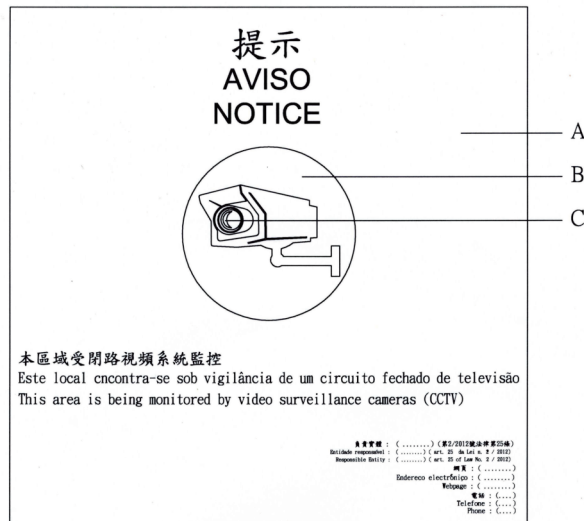 提示
AVISO
NOTICE
A
B
C
本區域受閉路視頻系統監控
Este local cncontra-se sob vigilância de um circuito fechado de televisão
This area is being monitored by video surveillance cameras (CCTV)
負責實體 : (........) (第2/2012號法律第25條)
Entidade responsável : (........) ( art. 25 da Lei n. 2 / 2012)
Responsible Entity : (........) ( art. 25 of Law No. 2 / 2012)
網頁 : (........)
Endereco electrónico : (........)
Webpage : (........)
電話 : (....)
Telefone : (....)
Phone : (....)